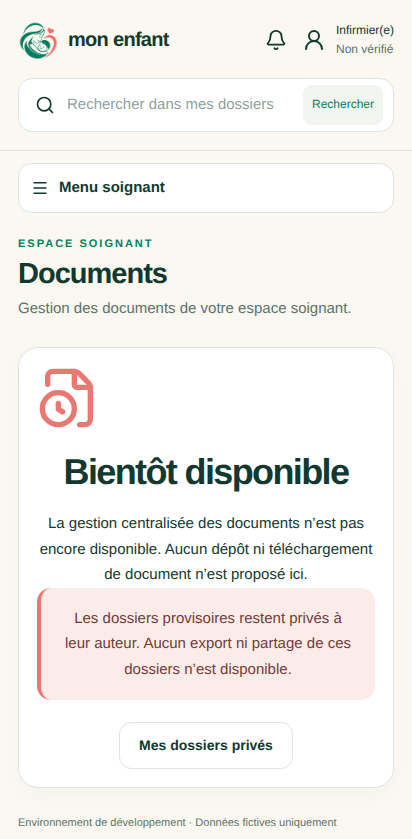 mon enfant
Infirmier(e)
Non vérifié
Rechercher dans mes dossiers
Rechercher
Menu soignant
ESPACE SOIGNANT
Documents
Gestion des documents de votre espace soignant.
Bientôt disponible
La gestion centralisée des documents n’est pas
encore disponible. Aucun dépôt ni téléchargement
de document n’est proposé ici.
Les dossiers provisoires restent privés à
leur auteur. Aucun export ni partage de ces
dossiers n’est disponible.
Mes dossiers privés
Environnement de développement · Données fictives uniquement